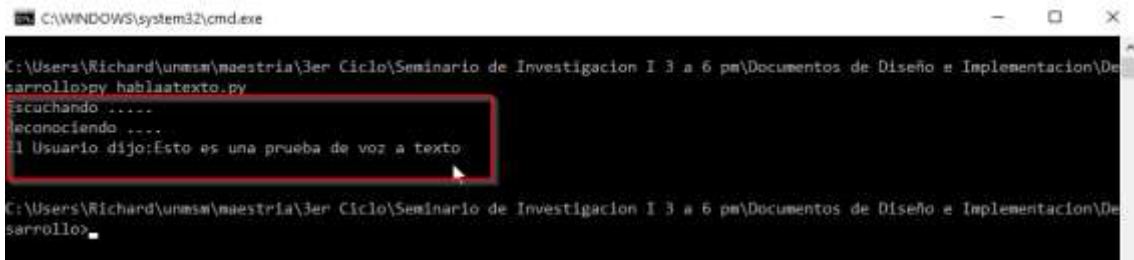 C:\WINDOWS\system32\cmd.exe
C:\Users\Richard\unmsm\maestria\3er Ciclo\Seminario de Investigacion I 3 a 6 pm\Documentos de Diseño e Implementacion\De
sarrollo>py hablaatexto.py
Escuchando .....
Reconociendo ....
El Usuario dijo:Esto es una prueba de voz a texto
C:\Users\Richard\unmsm\maestria\3er Ciclo\Seminario de Investigacion I 3 a 6 pm\Documentos de Diseño e Implementacion\De
sarrollo>